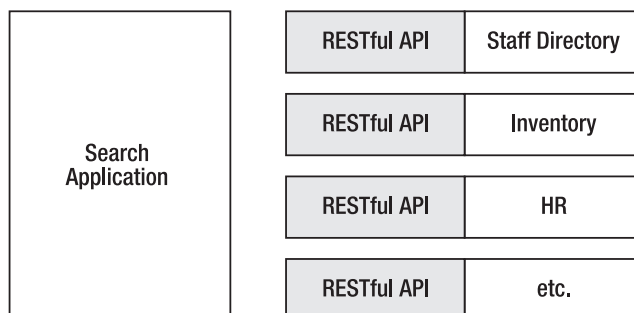 Search
Application
RESTful API Staff Directory
RESTful API Inventory
RESTful API HR
RESTful API etc.